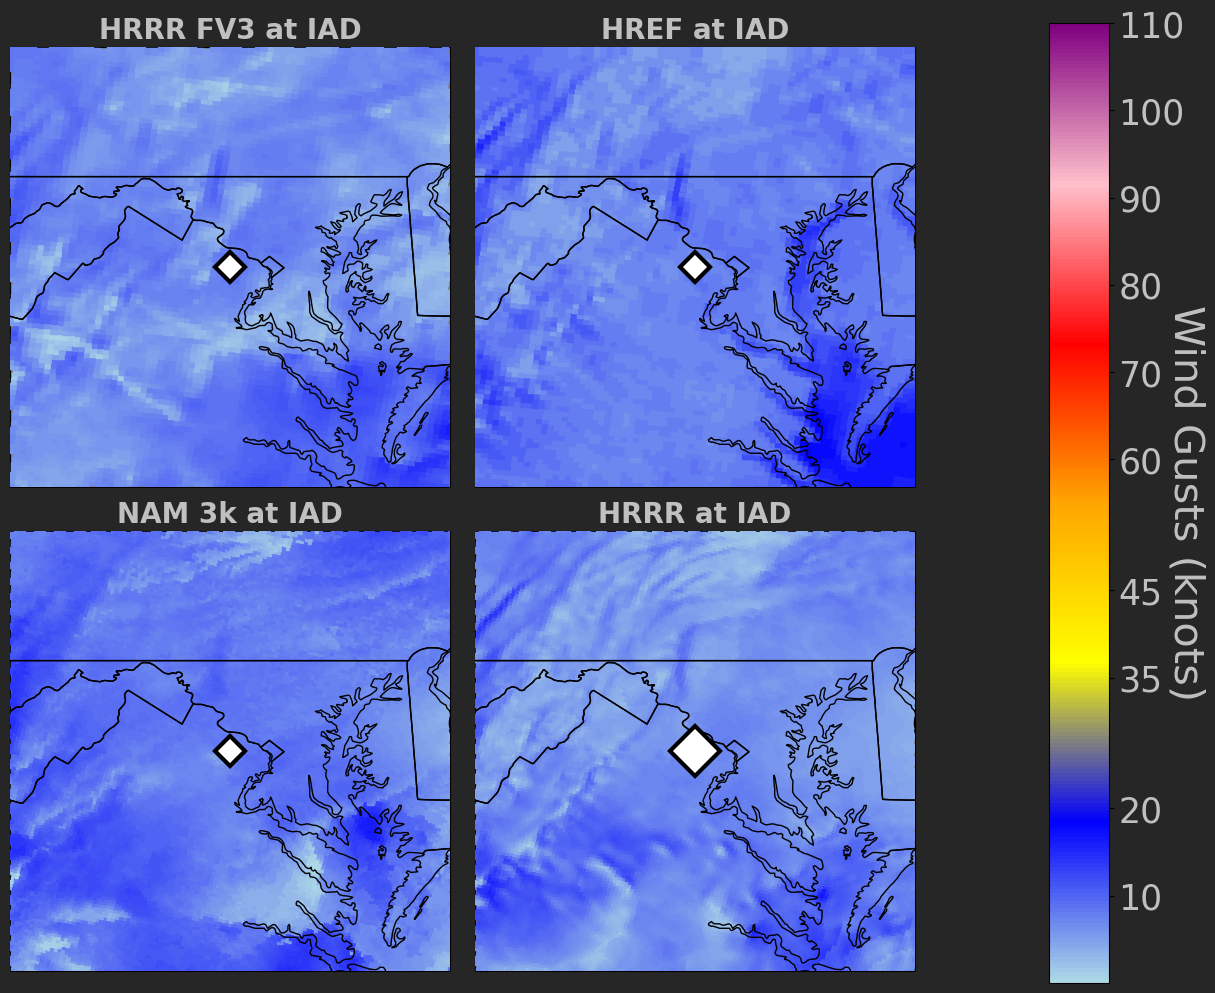 HRRR FV3 at IAD
HREF at IAD
NAM 3k at IAD
HRRR at IAD
110
100
90
80
70
60
45
35
20
10
Wind Gusts (knots)